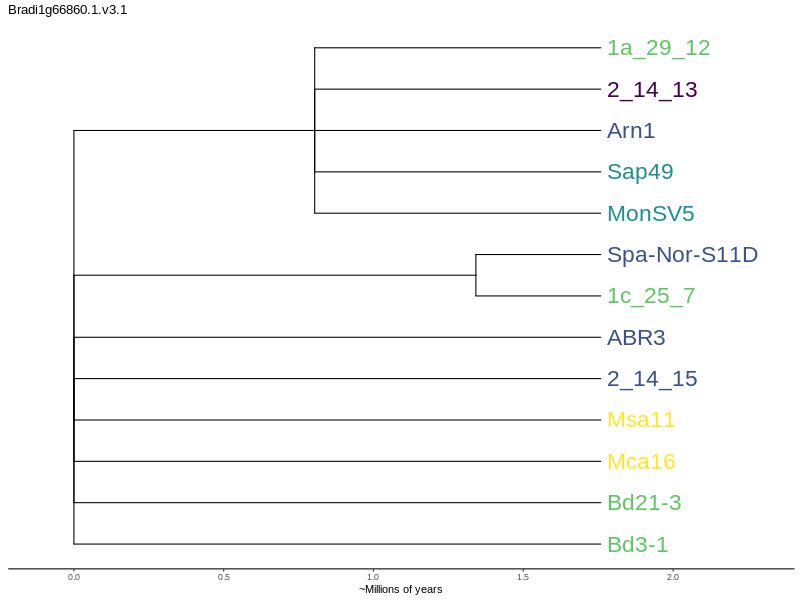 Bradi1g66860.1.v3.1
1a_29_12
2_14_13
Arn1
Sap49
MonSV5
Spa-Nor-S11D
1c_25_7
ABR3
2_14_15
Msa11
Mca16
Bd21-3
Bd3-1
0.0 0.5 1.0 1.5 2.0
~Millions of years